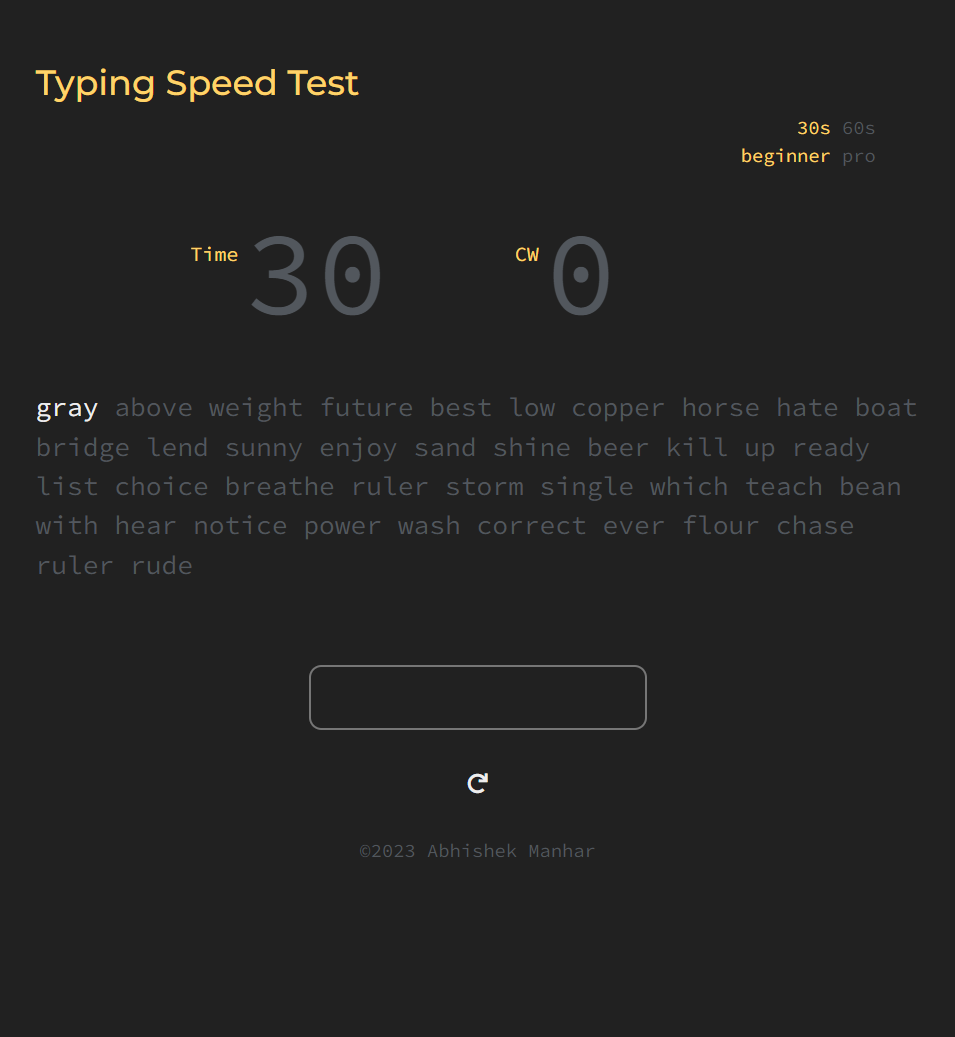 Typing Speed Test
30s 60s
beginner pro
Time 30 CW 0
gray above weight future best low copper horse hate boat
bridge lend sunny enjoy sand shine beer kill up ready
list choice breathe ruler storm single which teach bean
with hear notice power wash correct ever flour chase
ruler rude
©2023 Abhishek Manhar